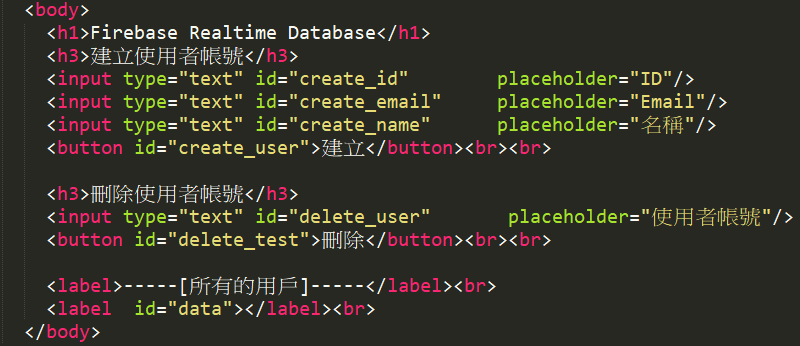 <body>
<h1>Firebase Realtime Database</h1>
<h3>建立使用者帳號</h3>
<input type="text" id="create_id" placeholder="ID"/>
<input type="text" id="create_email" placeholder="Email"/>
<input type="text" id="create_name" placeholder="名稱"/>
<button id="create_user">建立</button><br><br>
<h3>刪除使用者帳號</h3>
<input type="text" id="delete_user" placeholder="使用者帳號"/>
<button id="delete_test">刪除</button><br><br>
<label>-----[所有的用戶]-----</label><br>
<label  id="data"></label><br>
</body>